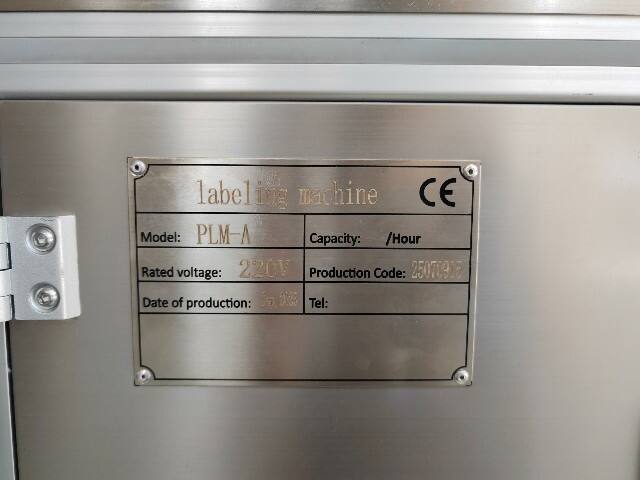 labeling machine CE
Model: PLM-A Capacity: /Hour
Rated voltage: 220V Production Code:
Date of production: Tel: